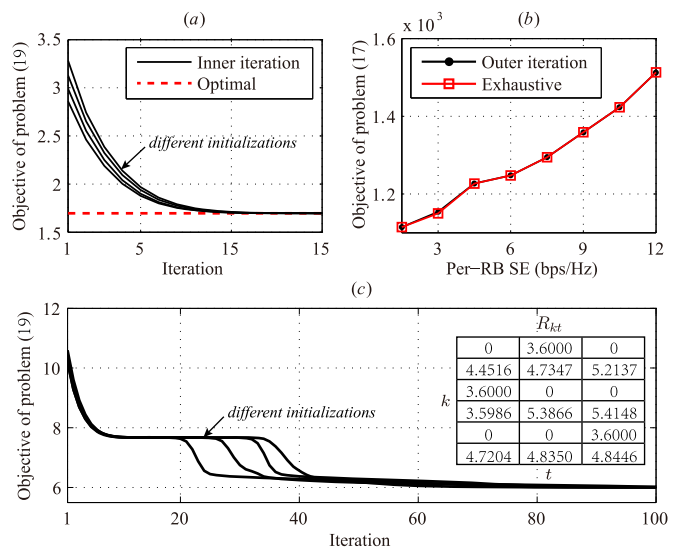 (a)
Objective of problem (19)
3.5
3
2.5
2
1.5
Inner iteration
Optimal
different initializations
1
5
15
15
Iteration
(b)
x 10³
Objective of problem (17)
1.6
1.4
1.2
Outer iteration
Exhaustive
3
6
9
12
Per−RB SE (bps/Hz)
(c)
Objective of problem (19)
12
10
8
6
different initializations
R_kt
0 3.6000 0
4.4516 4.7347 5.2137
3.6000 0 0
k
3.5986 5.3866 5.4148
0 0 3.6000
4.7204 4.8350 4.8446
t
1
20
40
60
80
100
Iteration